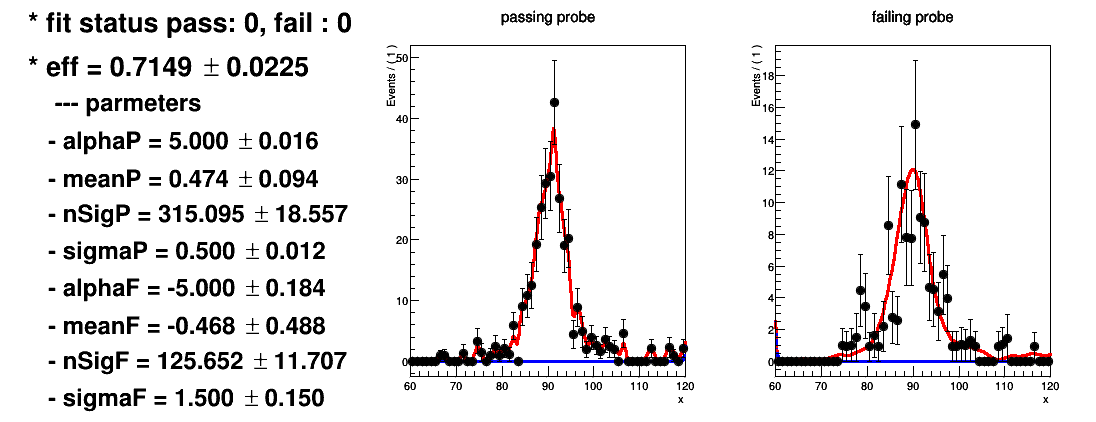 * fit status pass: 0, fail : 0
* eff = 0.7149 ± 0.0225
--- parmeters
- alphaP = 5.000 ± 0.016
- meanP = 0.474 ± 0.094
- nSigP = 315.095 ± 18.557
- sigmaP = 0.500 ± 0.012
- alphaF = -5.000 ± 0.184
- meanF = -0.468 ± 0.488
- nSigF = 125.652 ± 11.707
- sigmaF = 1.500 ± 0.150
passing probe
Events / ( 1 )
50
40
30
20
10
0
60 70 80 90 100 110 120
x
failing probe
Events / ( 1 )
18
16
14
12
10
8
6
4
2
0
60 70 80 90 100 110 120
x